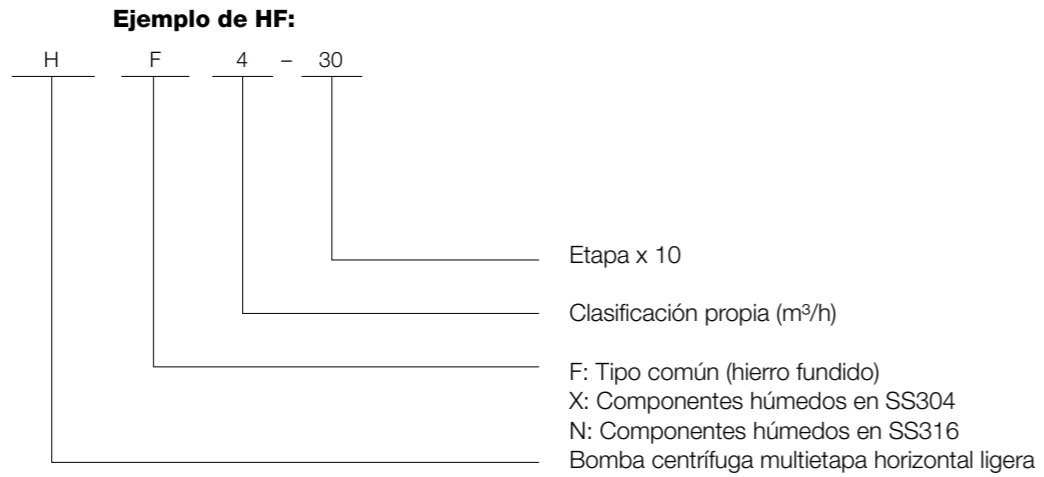 Ejemplo de HF:
H F 4 – 30
Etapa x 10
Clasificación propia (m³/h)
F: Tipo común (hierro fundido)
X: Componentes húmedos en SS304
N: Componentes húmedos en SS316
Bomba centrífuga multietapa horizontal ligera